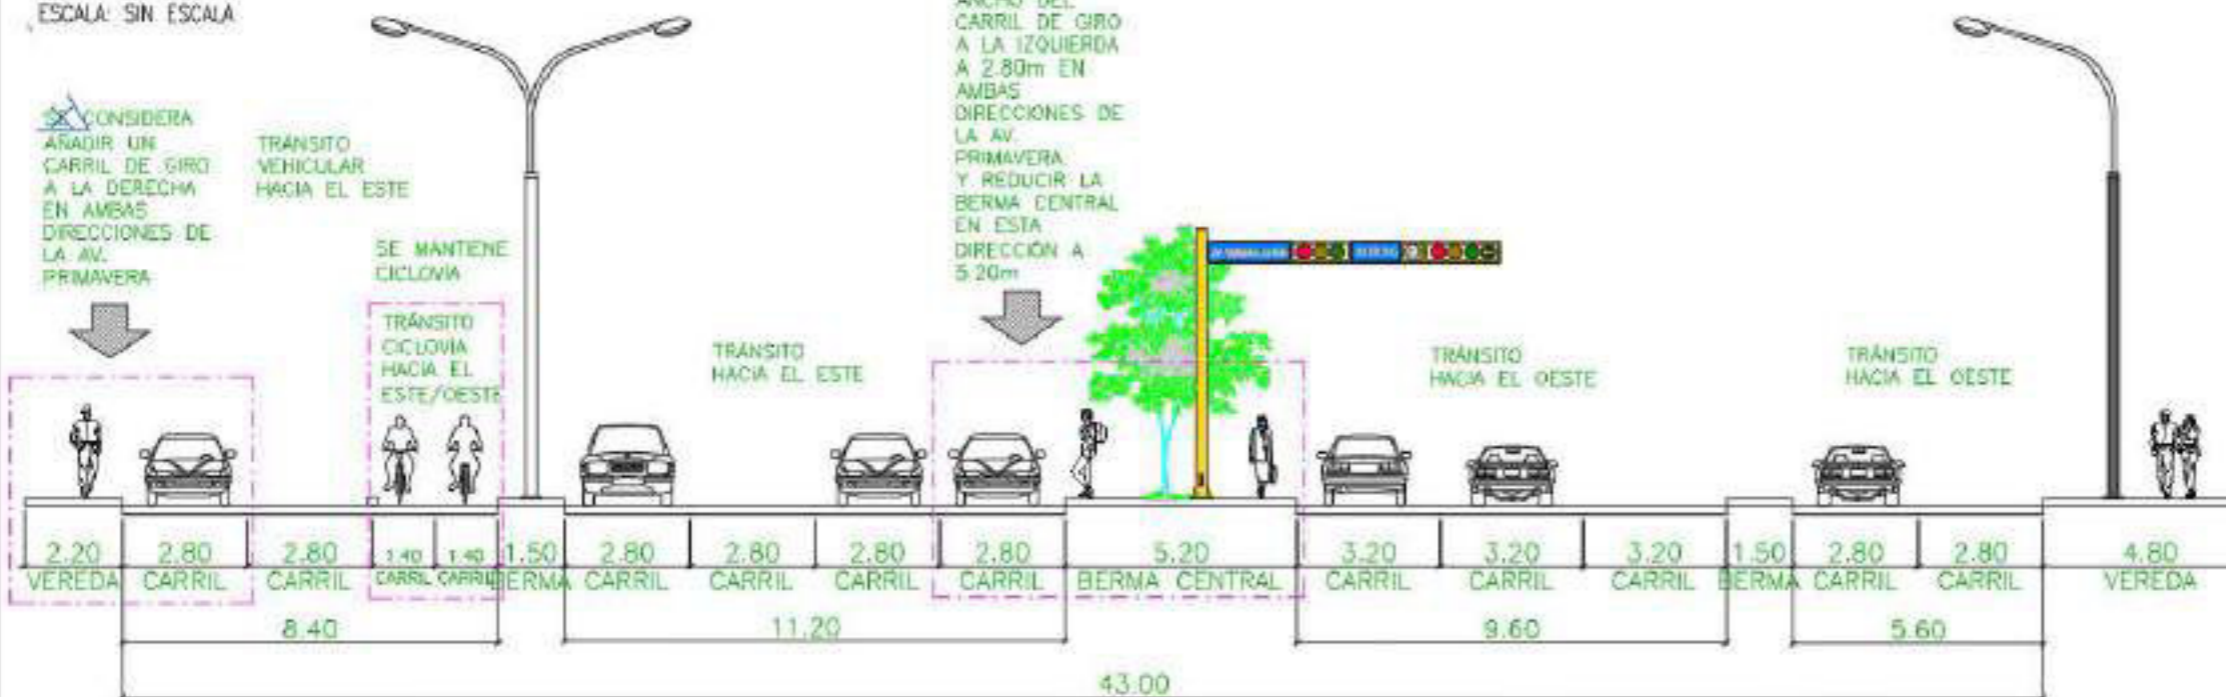 ESCALA: SIN ESCALA
CONSIDERA
AÑADIR UN
CARRIL DE GIRO
A LA DERECHA
EN AMBAS
DIRECCIONES DE
LA AV.
PRIMAVERA
TRÁNSITO
VEHICULAR
HACIA EL ESTE
SE MANTIENE
CICLOVÍA
TRÁNSITO
CICLOVÍA
HACIA EL
ESTE/OESTE
TRÁNSITO
HACIA EL ESTE
ANCHO DEL
CARRIL DE GIRO
A LA IZQUIERDA
A 2.80m EN
AMBAS
DIRECCIONES DE
LA AV.
PRIMAVERA
Y REDUCIR LA
BERMA CENTRAL
EN ESTA
DIRECCIÓN A
5.20m
TRÁNSITO
HACIA EL OESTE
TRÁNSITO
HACIA EL OESTE
2.20 2.80 2.80 1.40 1.40 1.50 2.80 2.80 2.80 2.80 5.20 3.20 3.20 3.20 1.50 2.80 2.80 4.80
VEREDA CARRIL CARRIL CARRIL CARRIL BERMA CARRIL CARRIL CARRIL CARRIL BERMA CENTRAL CARRIL CARRIL CARRIL BERMA CARRIL CARRIL VEREDA
8.40 11.20 9.60 5.60
43.00